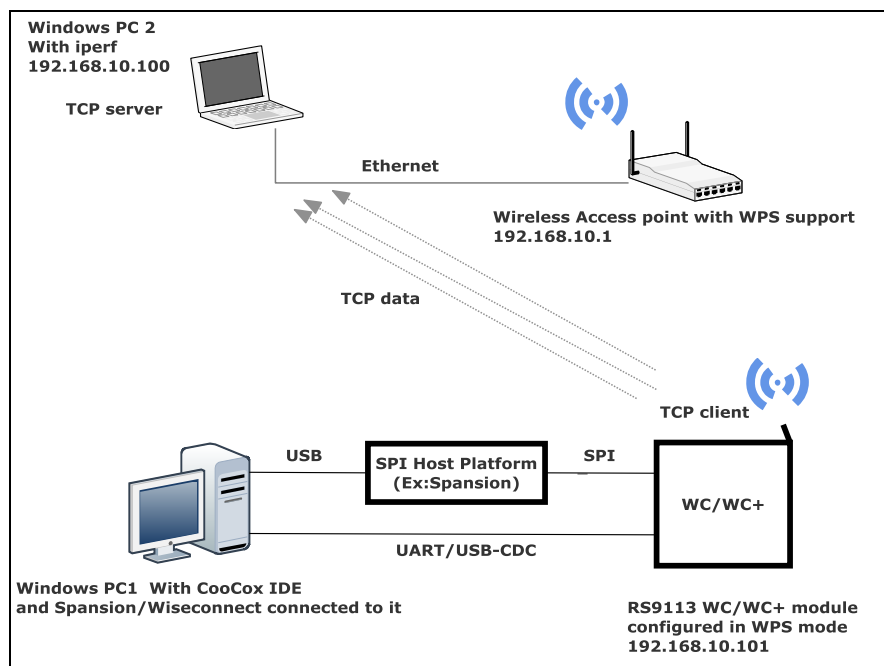 Windows PC 2
With iperf
192.168.10.100
TCP server
Ethernet
Wireless Access point with WPS support
192.168.10.1
TCP data
TCP client
USB
SPI Host Platform
(Ex:Spansion)
SPI
WC/WC+
UART/USB-CDC
Windows PC1  With CooCox IDE
and Spansion/Wiseconnect connected to it
RS9113 WC/WC+ module
configured in WPS mode
192.168.10.101